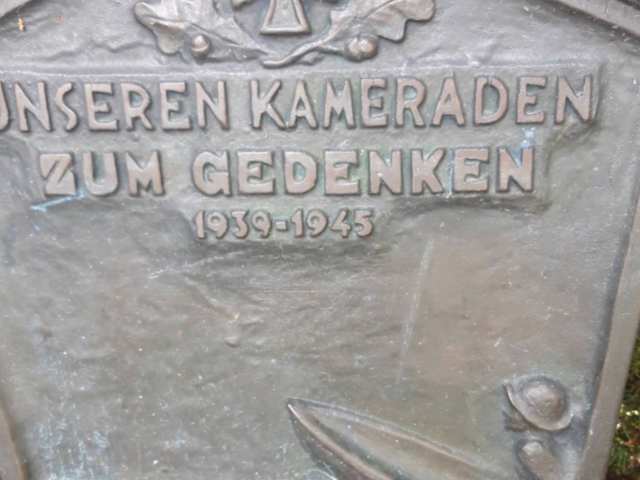 UNSEREN KAMERADEN
ZUM GEDENKEN
1939-1945